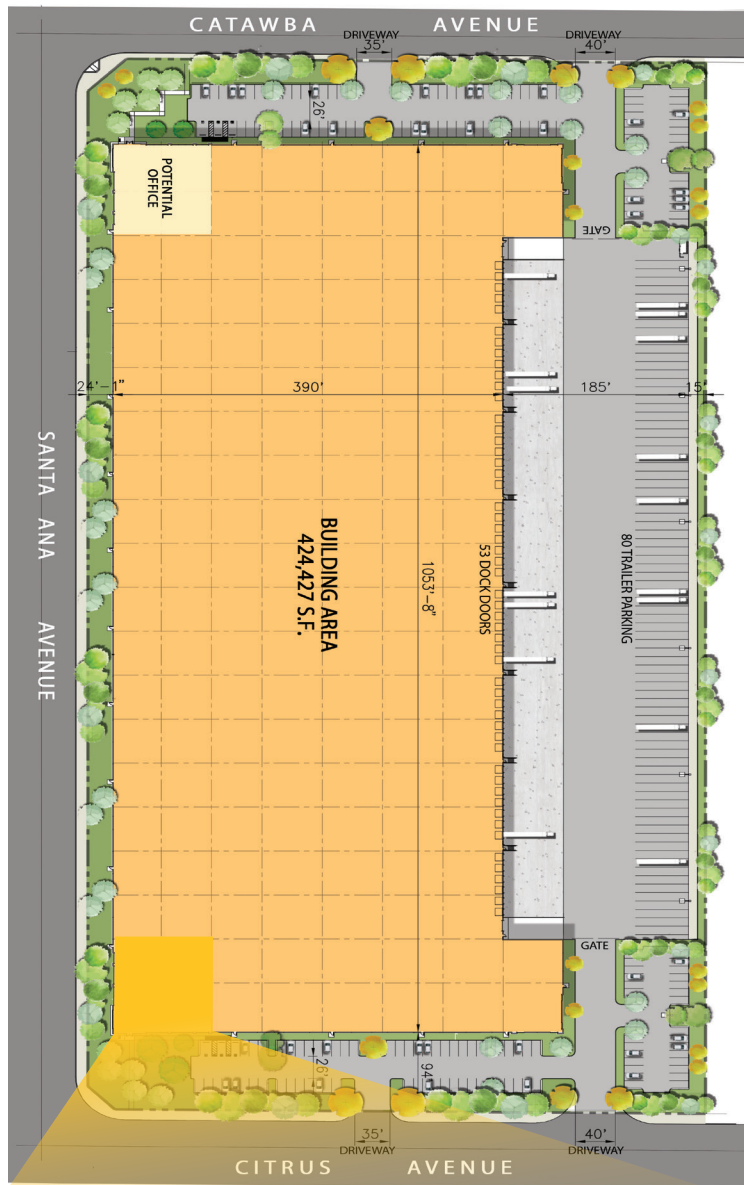 CATAWBA AVENUE
DRIVEWAY
35'
DRIVEWAY
40'
26'
POTENTIAL
OFFICE
GATE
24'-1"
390'
185'
15'
SANTA ANA AVENUE
BUILDING AREA
424,427 S.F.
1053'-8"
53 DOCK DOORS
80 TRAILER PARKING
GATE
26'
94'
35'
DRIVEWAY
40'
DRIVEWAY
CITRUS AVENUE